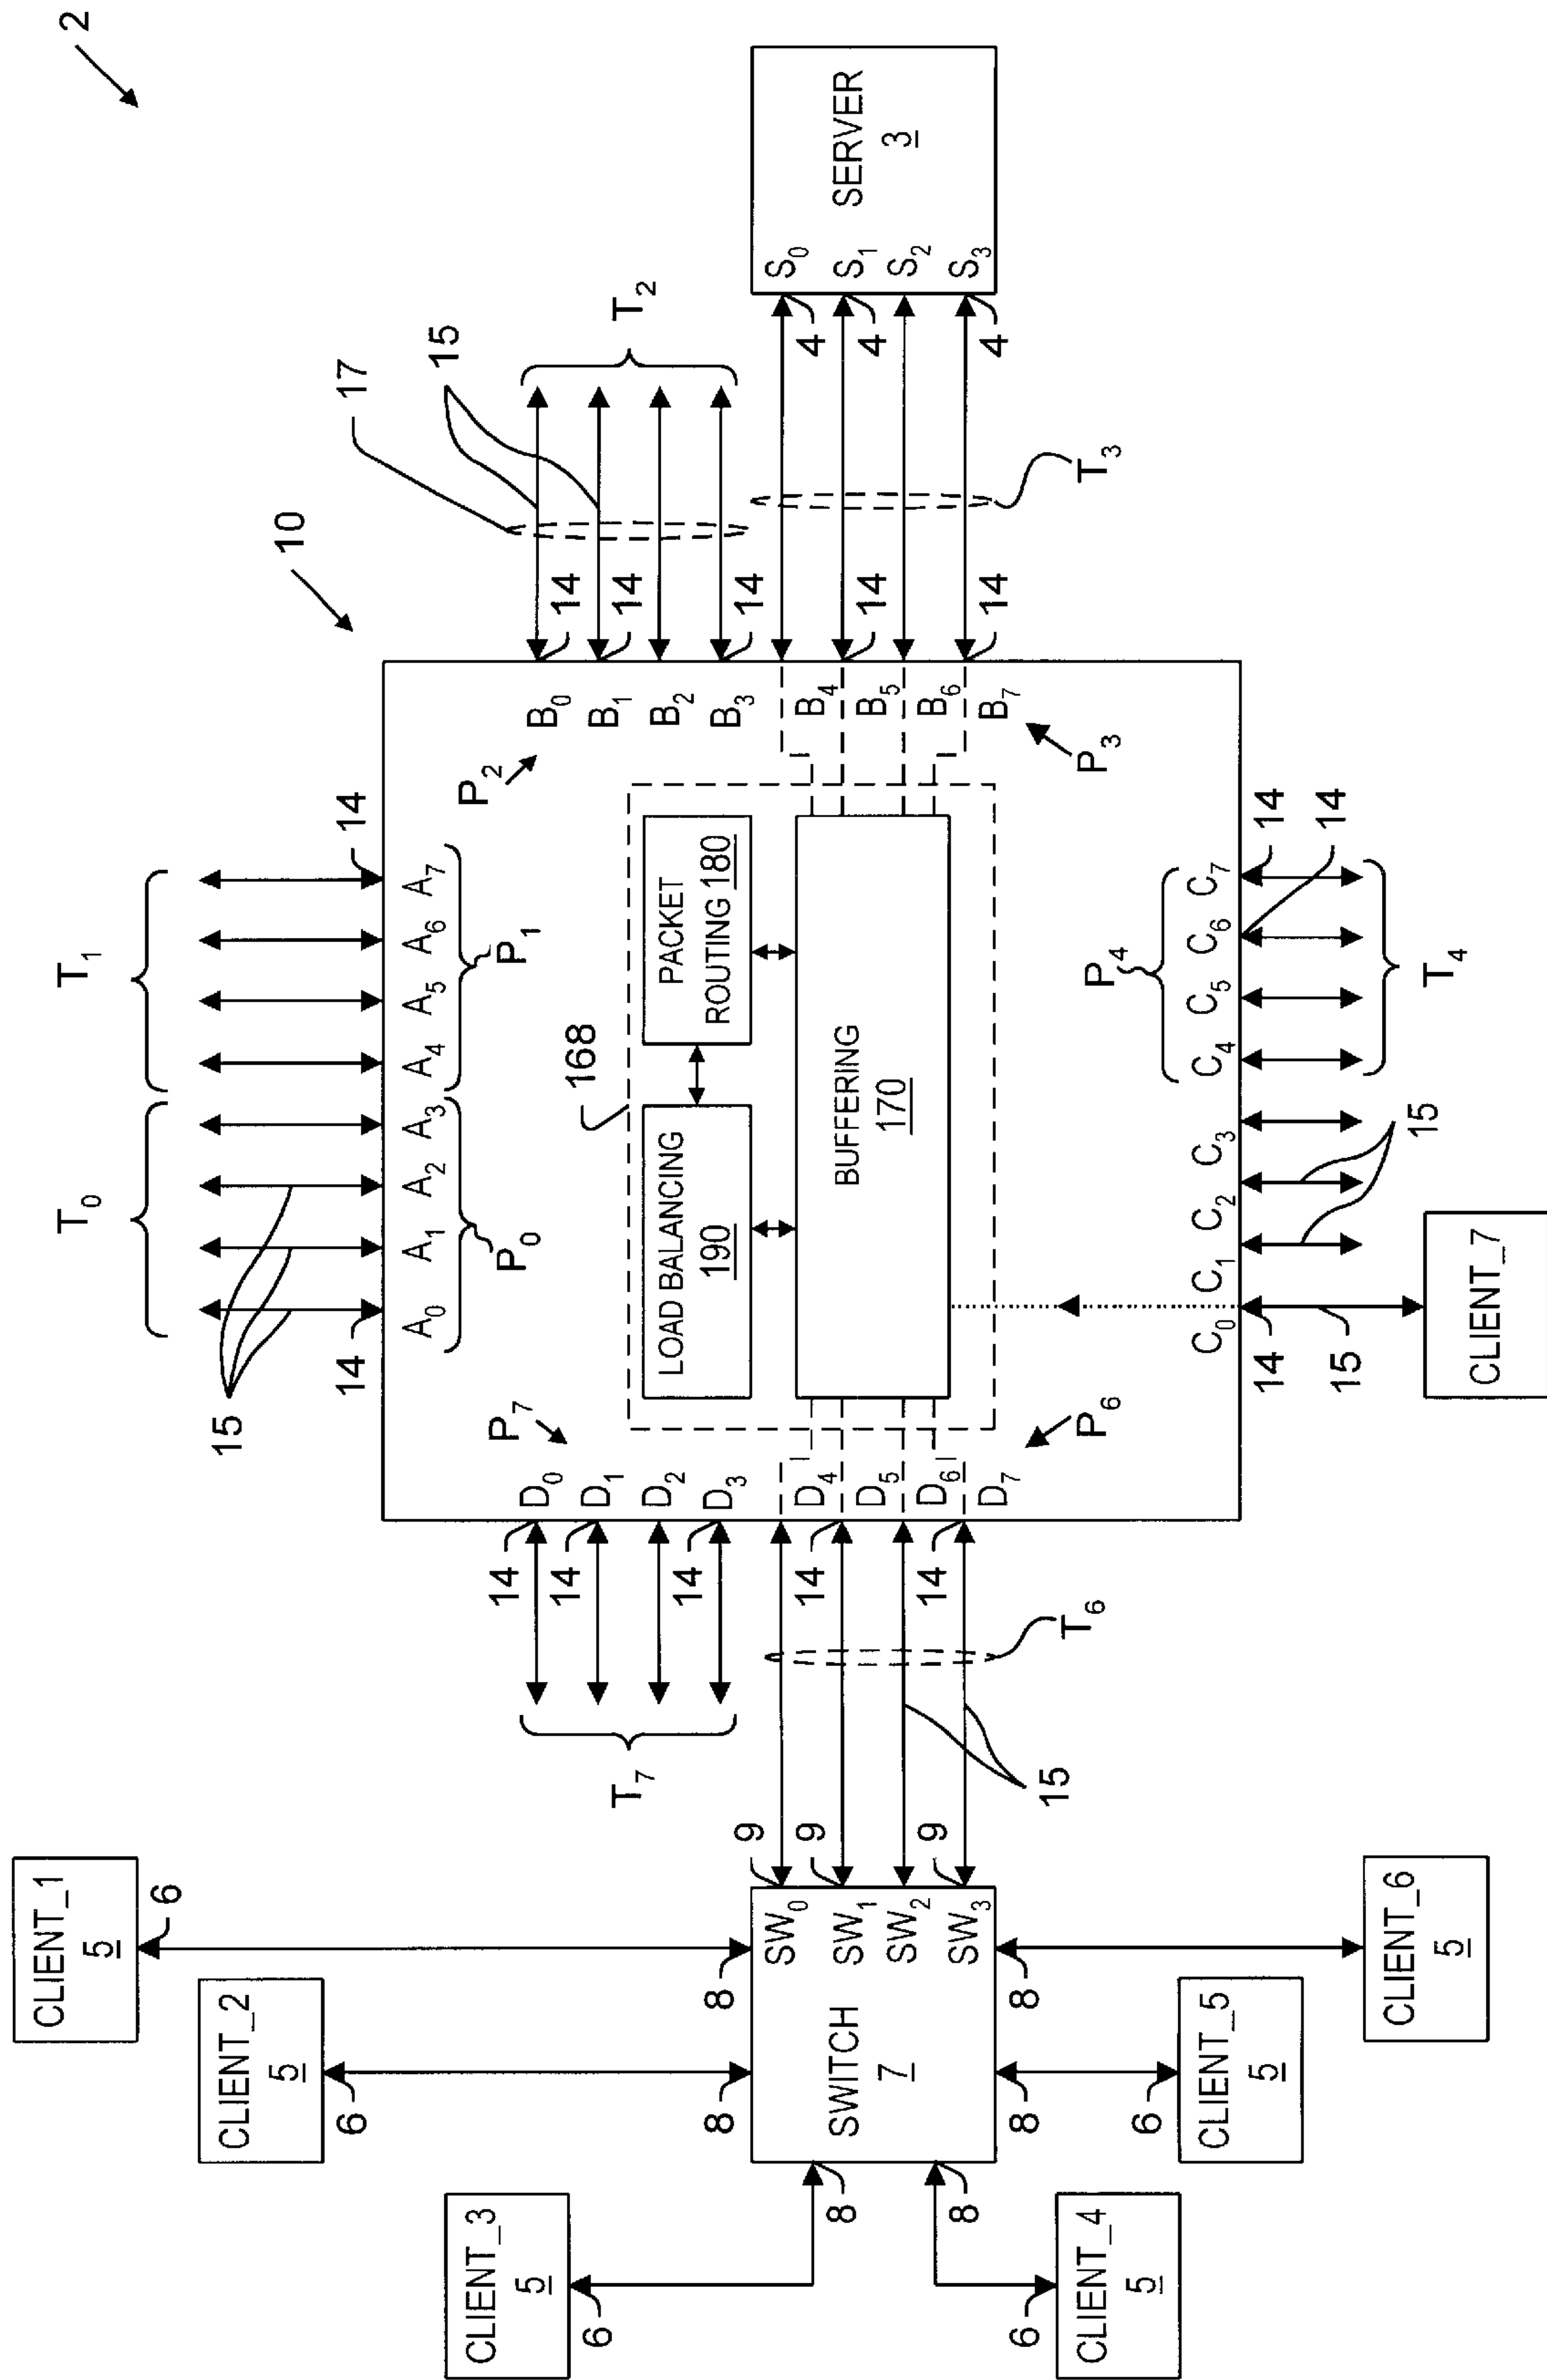 2
10
T0
T1
15
14
14
A0
A1
A2
A3
A4
A5
A6
A7
P0
P1
CLIENT_1
5
6
CLIENT_2
5
6
CLIENT_3
5
6
CLIENT_4
5
6
CLIENT_5
5
6
CLIENT_6
5
8
8
8
8
8
8
SWITCH
7
SW0
SW1
SW2
SW3
9
9
9
T7
14
14
14
14
14
T6
15
D0
D1
D2
D3
D4
D5
D6
D7
P7
P6
168
LOAD BALANCING
190
PACKET
ROUTING 180
BUFFERING
170
P2
B0
B1
B2
B3
B4
B5
B6
B7
P3
14
14
14
14
14
17
15
T2
T3
4
4
4
S0
S1
S2
S3
SERVER
3
C0
C1
C2
C3
C4
C5
C6
C7
P4
14
15
15
14
14
T4
CLIENT_7